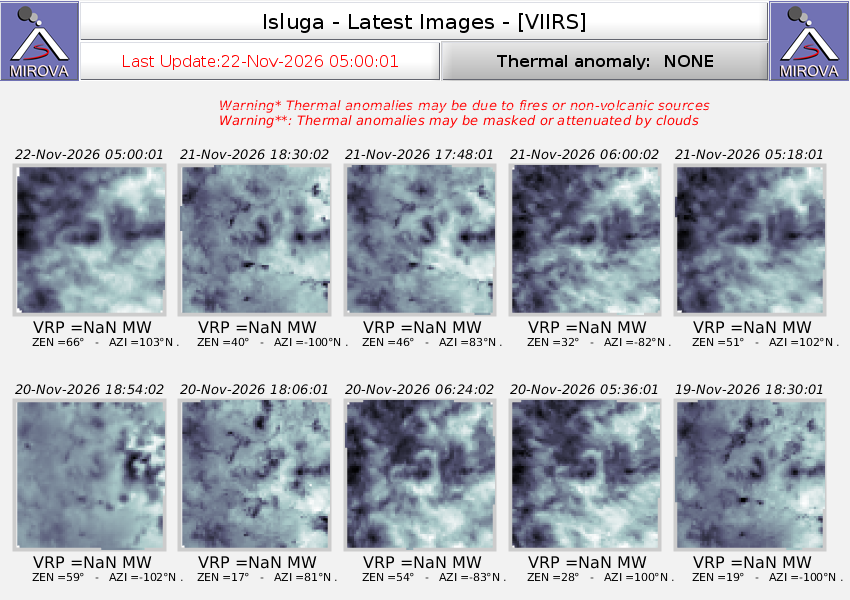 Isluga - Latest Images - [VIIRS]
MIROVA
Last Update:22-Nov-2026 05:00:01
Thermal anomaly: NONE
MIROVA
Warning* Thermal anomalies may be due to fires or non-volcanic sources
Warning**: Thermal anomalies may be masked or attenuated by clouds
22-Nov-2026 05:00:01
21-Nov-2026 18:30:02
21-Nov-2026 17:48:01
21-Nov-2026 06:00:02
21-Nov-2026 05:18:01
VRP =NaN MW
VRP =NaN MW
VRP =NaN MW
VRP =NaN MW
VRP =NaN MW
ZEN =66° - AZI =103°N .
ZEN =40° - AZI =-100°N .
ZEN =46° - AZI =83°N .
ZEN =32° - AZI =-82°N .
ZEN =51° - AZI =102°N .
20-Nov-2026 18:54:02
20-Nov-2026 18:06:01
20-Nov-2026 06:24:02
20-Nov-2026 05:36:01
19-Nov-2026 18:30:01
VRP =NaN MW
VRP =NaN MW
VRP =NaN MW
VRP =NaN MW
VRP =NaN MW
ZEN =59° - AZI =-102°N .
ZEN =17° - AZI =81°N .
ZEN =54° - AZI =-83°N .
ZEN =28° - AZI =100°N .
ZEN =19° - AZI =-100°N .